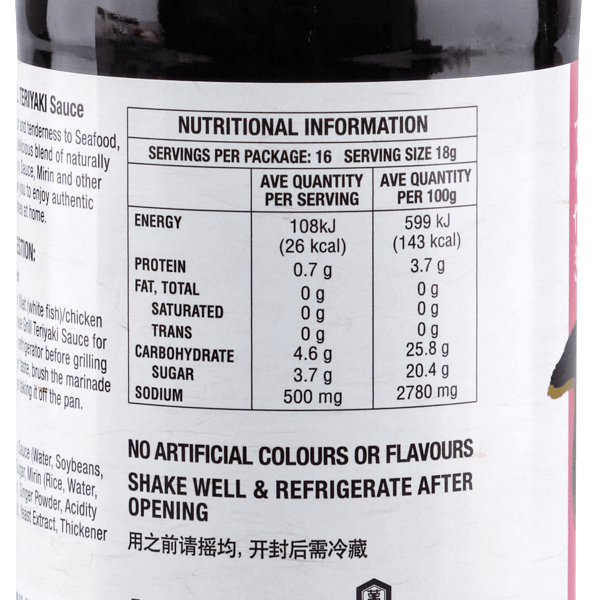 TERIYAKI Sauce
and tenderness to Seafood,
blend of naturally
Sauce, Mirin and other
you to enjoy authentic
at home.
(white fish)/chicken
Grill Teriyaki Sauce for
refrigerator before grilling
brush the marinade
taking it off the pan.
Sauce (Water, Soybeans,
Mirin (Rice, Water,
Ginger Powder, Acidity
Yeast Extract, Thickener
NUTRITIONAL INFORMATION
SERVINGS PER PACKAGE: 16 SERVING SIZE 18g
AVE QUANTITY PER SERVING AVE QUANTITY PER 100g
ENERGY 108kJ 599 kJ
(26 kcal) (143 kcal)
PROTEIN 0.7 g 3.7 g
FAT, TOTAL 0 g 0 g
SATURATED 0 g 0 g
TRANS 0 g 0 g
CARBOHYDRATE 4.6 g 25.8 g
SUGAR 3.7 g 20.4 g
SODIUM 500 mg 2780 mg
NO ARTIFICIAL COLOURS OR FLAVOURS
SHAKE WELL & REFRIGERATE AFTER
OPENING
用之前请摇均, 开封后需冷藏